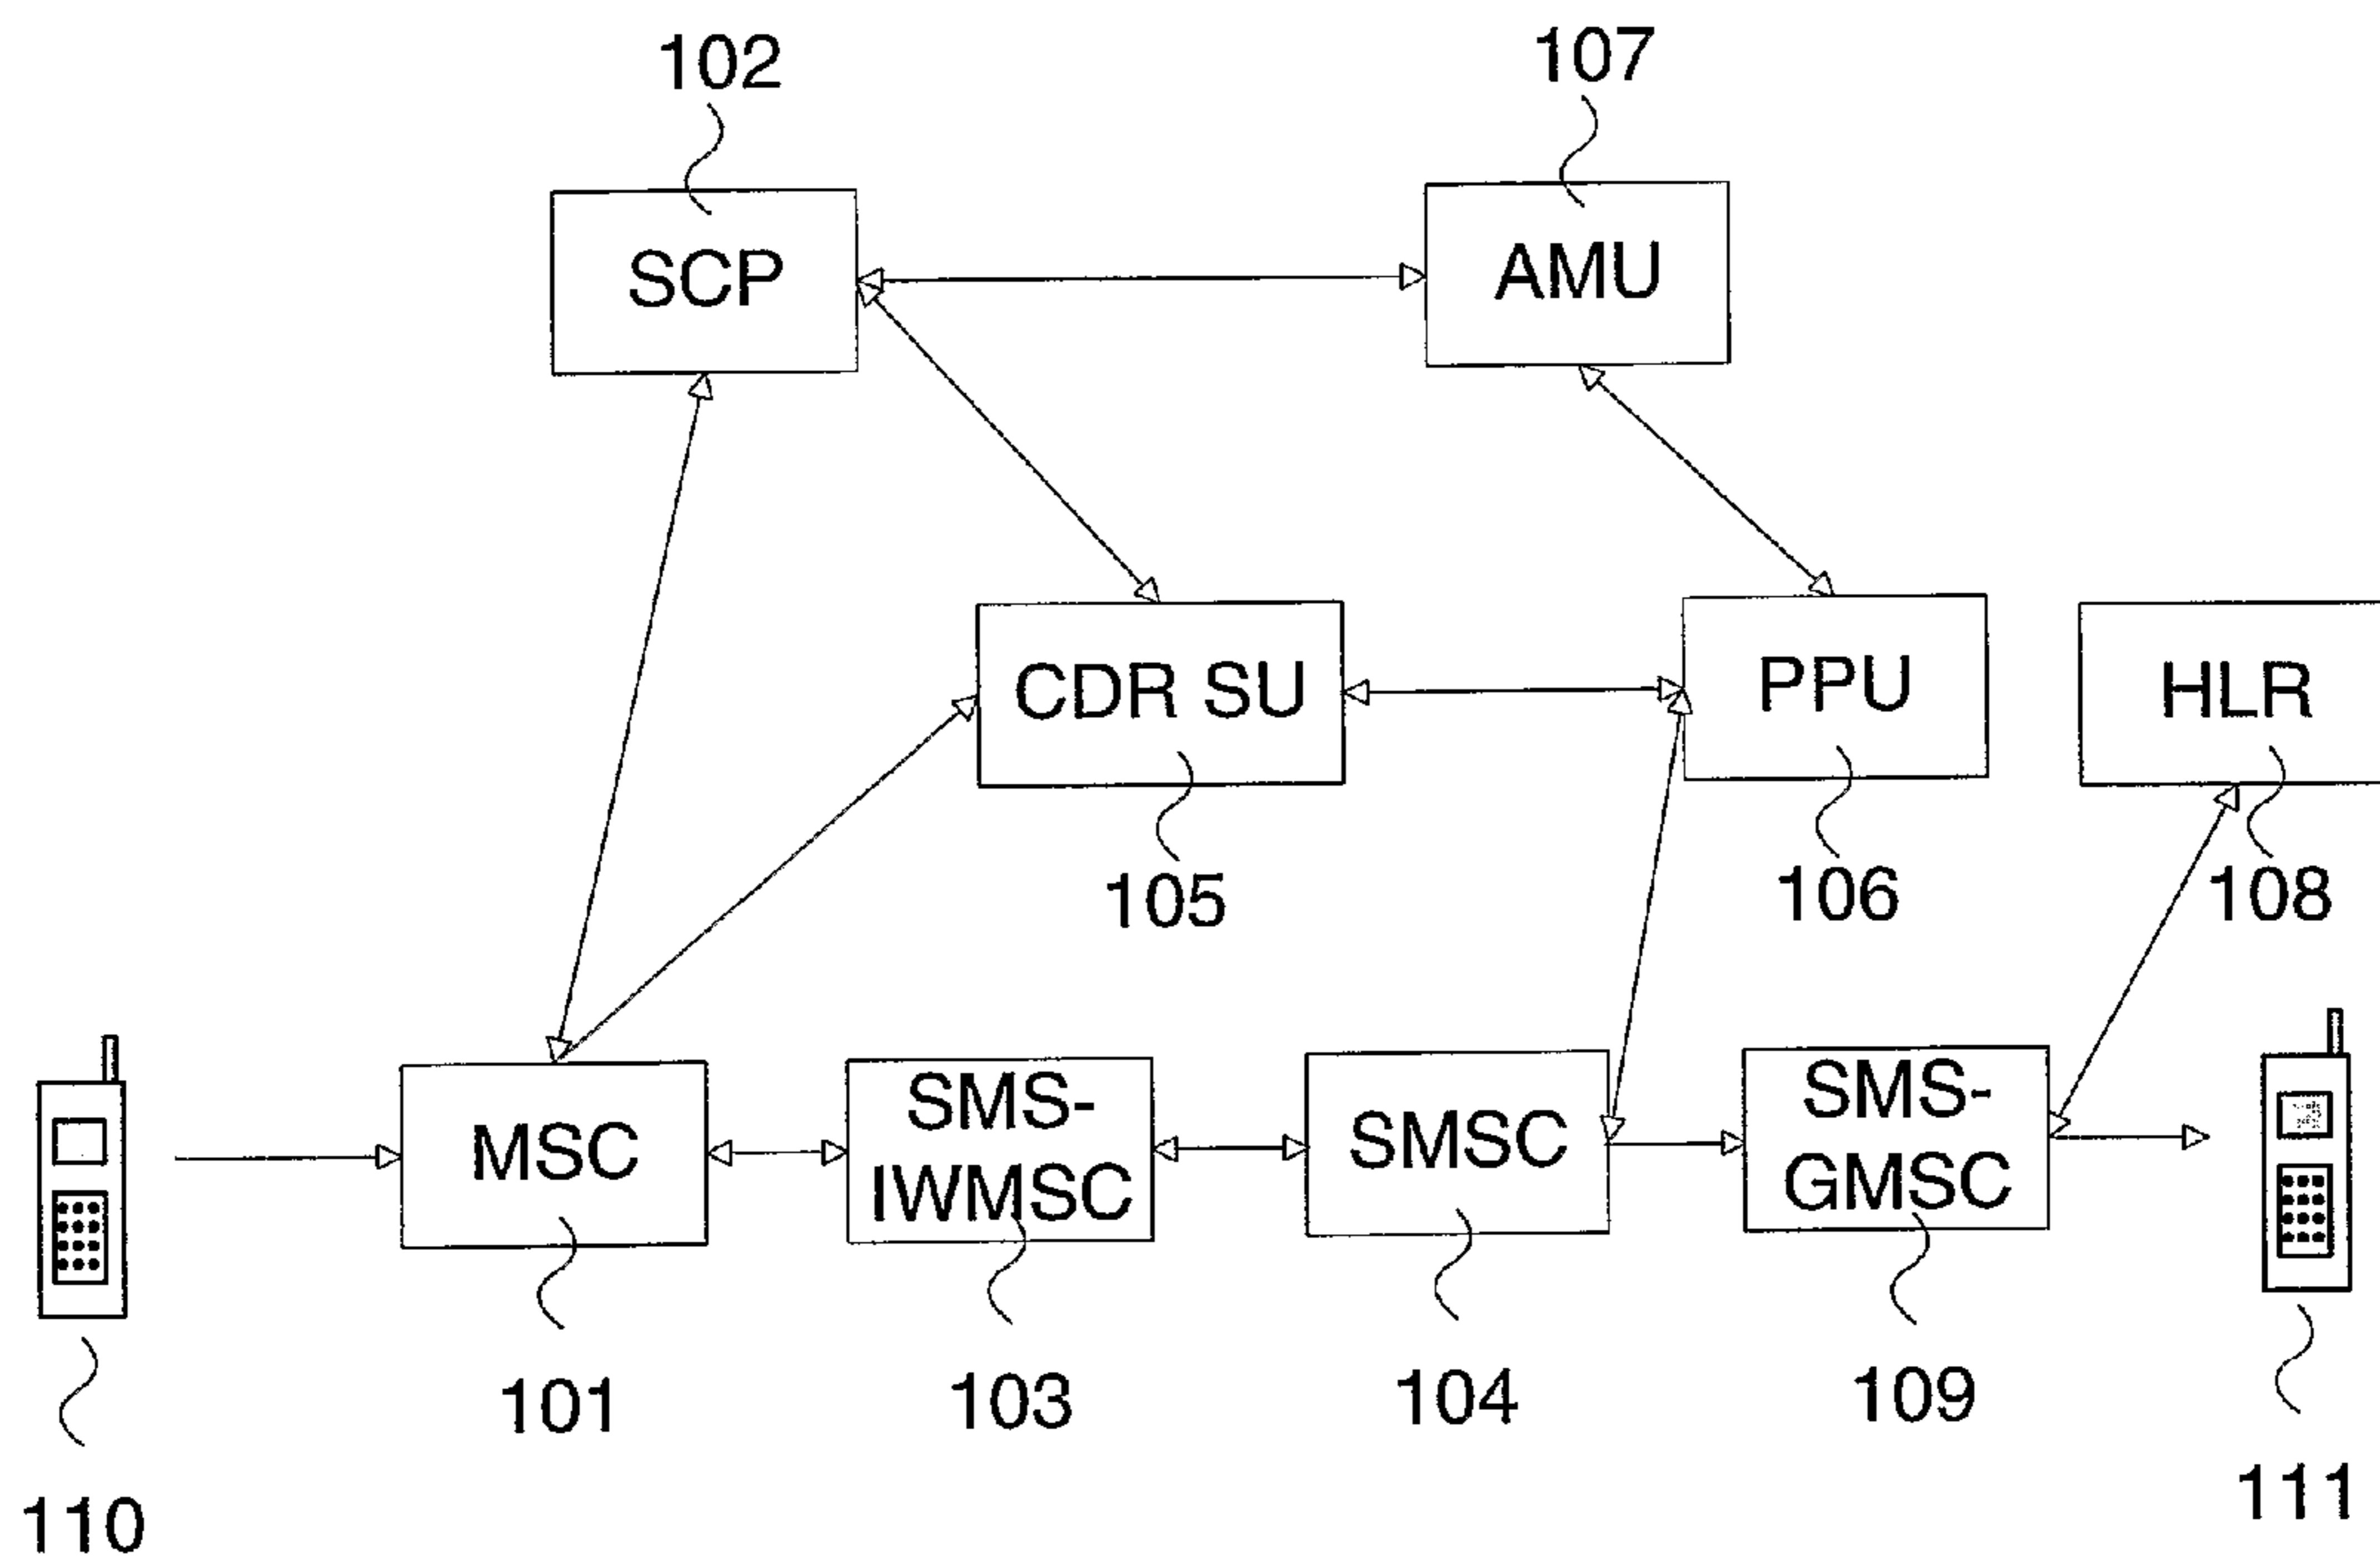 102
107
SCP
AMU
CDR SU
PPU
HLR
105
106
108
MSC
SMS-
IWMSC
SMSC
SMS-
GMSC
101
103
104
109
110
111